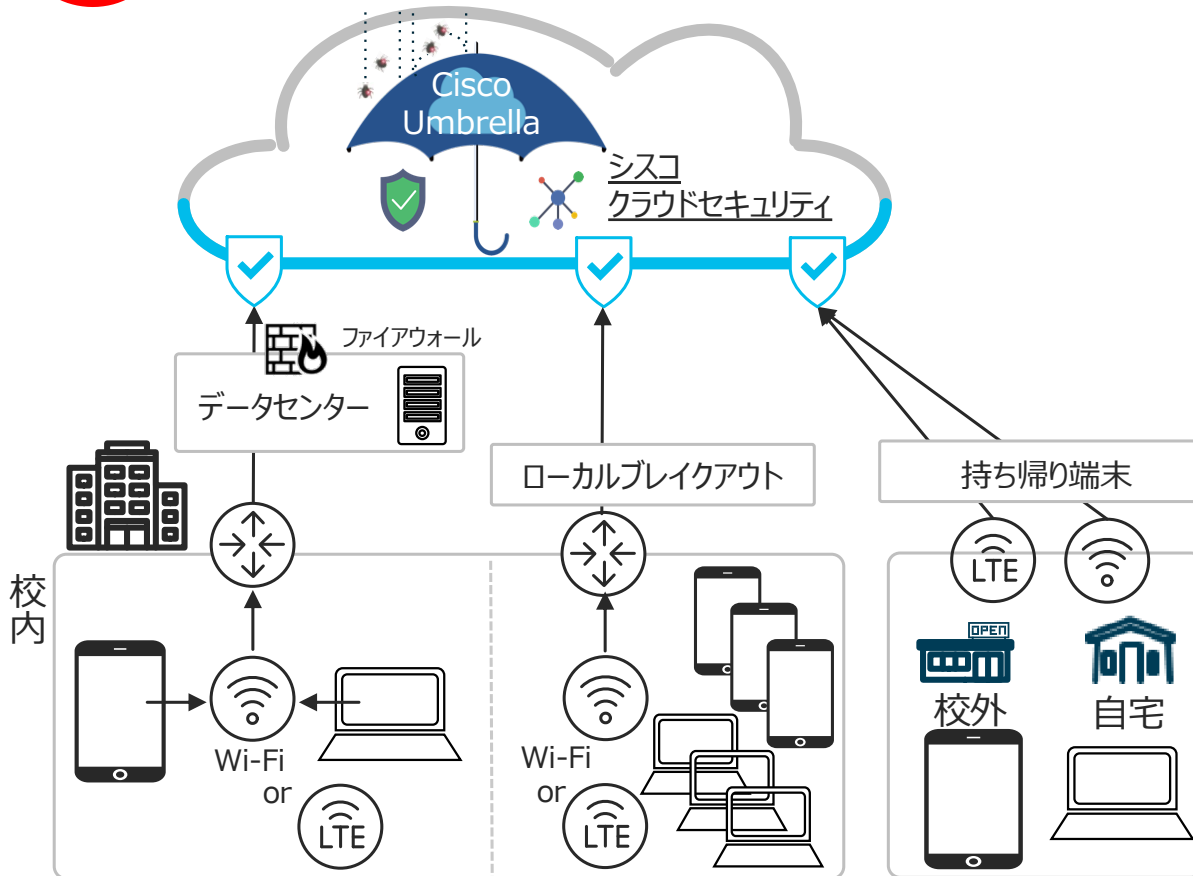 Cisco
Umbrella
シスコ
クラウドセキュリティ
ファイアウォール
データセンター
ローカルブレイクアウト
持ち帰り端末
LTE
校内
OPEN
校外
自宅
Wi-Fi
or
LTE
Wi-Fi
or
LTE